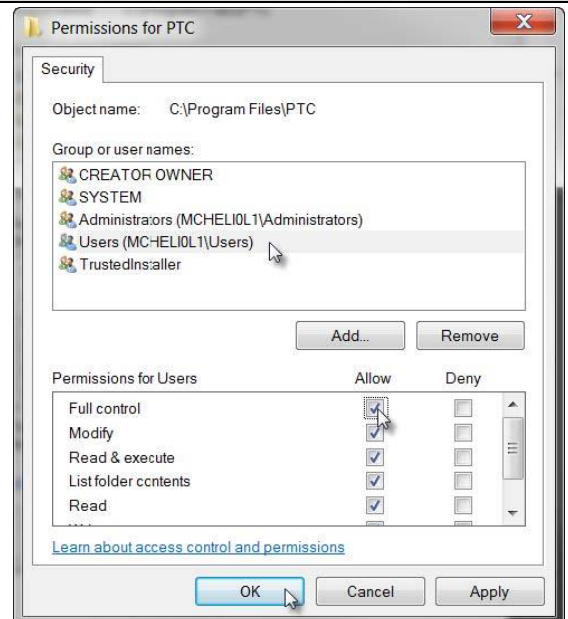 Permissions for PTC
Security
Object name: C:\Program Files\PTC
Group or user names:
CREATOR OWNER
SYSTEM
Administrators (MCHELI0L1\Administrators)
Users (MCHELI0L1\Users)
TrustedInstaller
Add... Remove
Permissions for Users Allow Deny
Full control
Modify
Read & execute
List folder contents
Read
Learn about access control and permissions
OK Cancel Apply